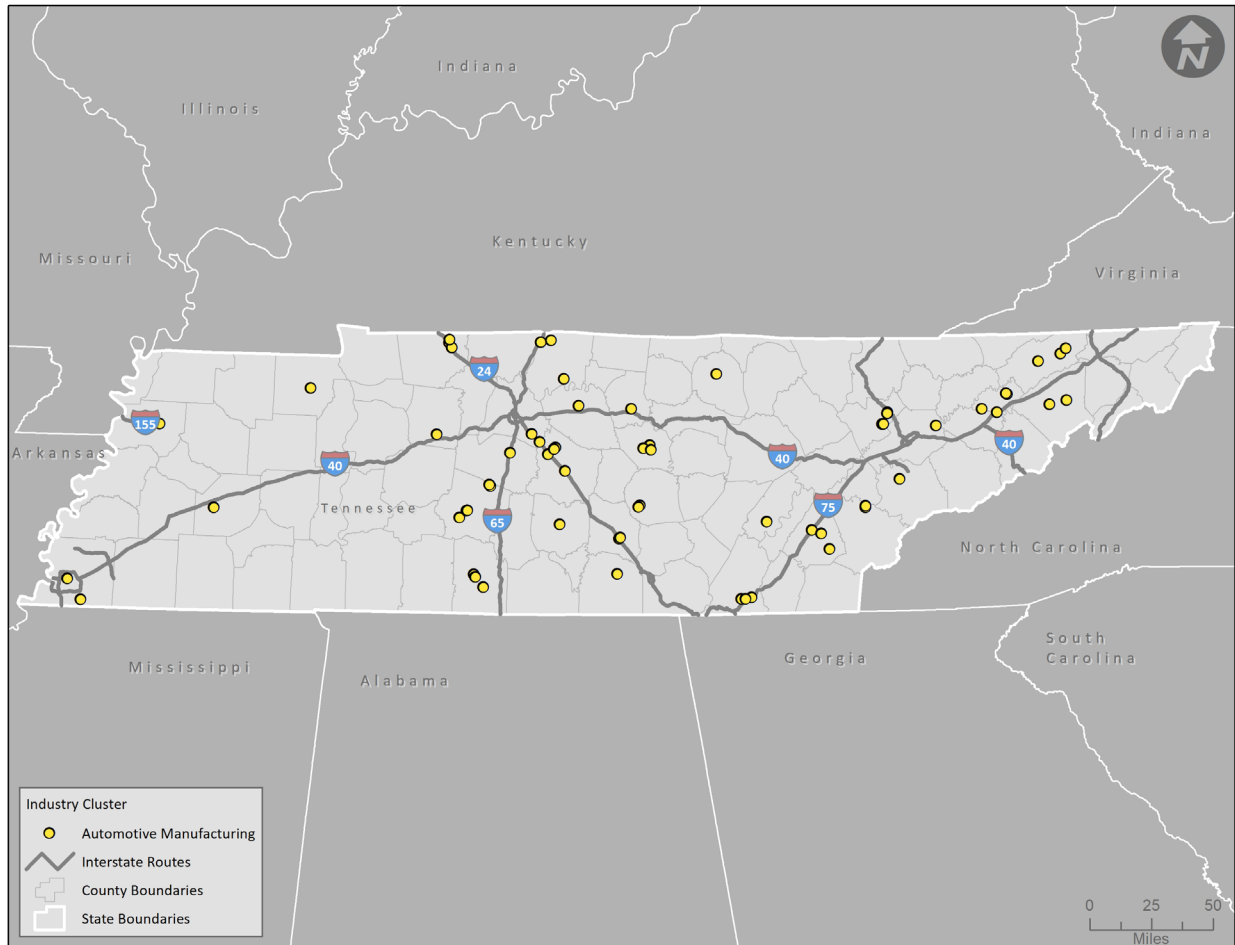 Indiana
Illinois
N
Indiana
Kentucky
Missouri
Virginia
24
155
Arkansas
40
40
40
Tennessee
65
75
North Carolina
Mississippi
Alabama
Georgia
South
Carolina
Industry Cluster
Automotive Manufacturing
Interstate Routes
County Boundaries
State Boundaries
0 25 50
Miles